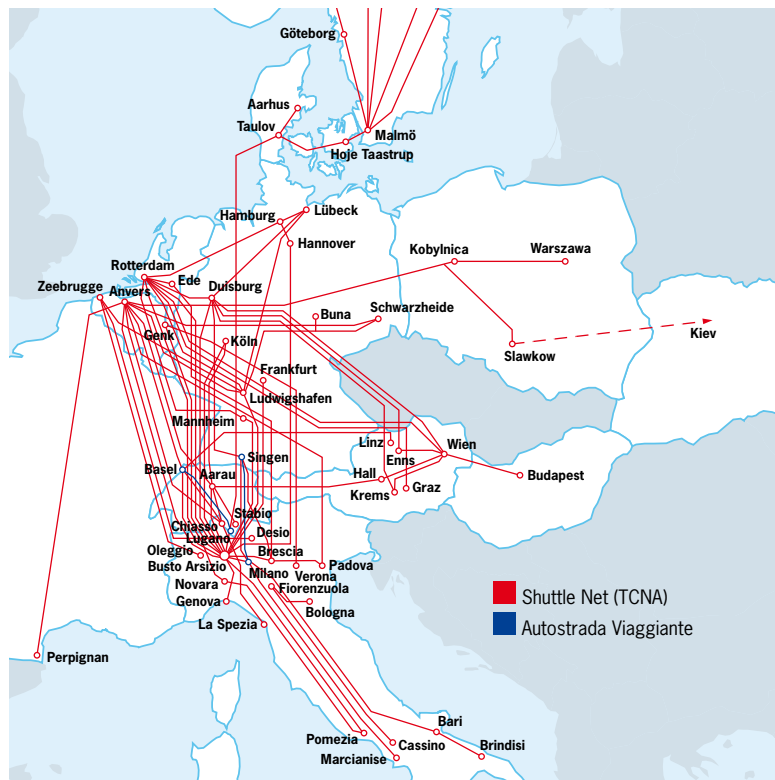 Göteborg
Aarhus
Taulov
Malmö
Hoje Taastrup
Hamburg
Lübeck
Hannover
Kobylnica
Warszawa
Rotterdam
Ede
Zeebrugge
Anvers
Duisburg
Buna
Schwarzheide
Genk
Köln
Kiev
Slawkow
Frankfurt
Ludwigshafen
Mannheim
Linz
Wien
Enns
Basel
Singen
Aarau
Hall
Budapest
Krems
Graz
Stabio
Chiasso
Lugano
Desio
Oleggio
Brescia
Busto Arsizio
Padova
Milano
Verona
Novara
Fiorenzuola
Genova
Bologna
La Spezia
Shuttle Net (TCNA)
Autostrada Viaggiante
Perpignan
Bari
Pomezia
Cassino
Brindisi
Marcianise